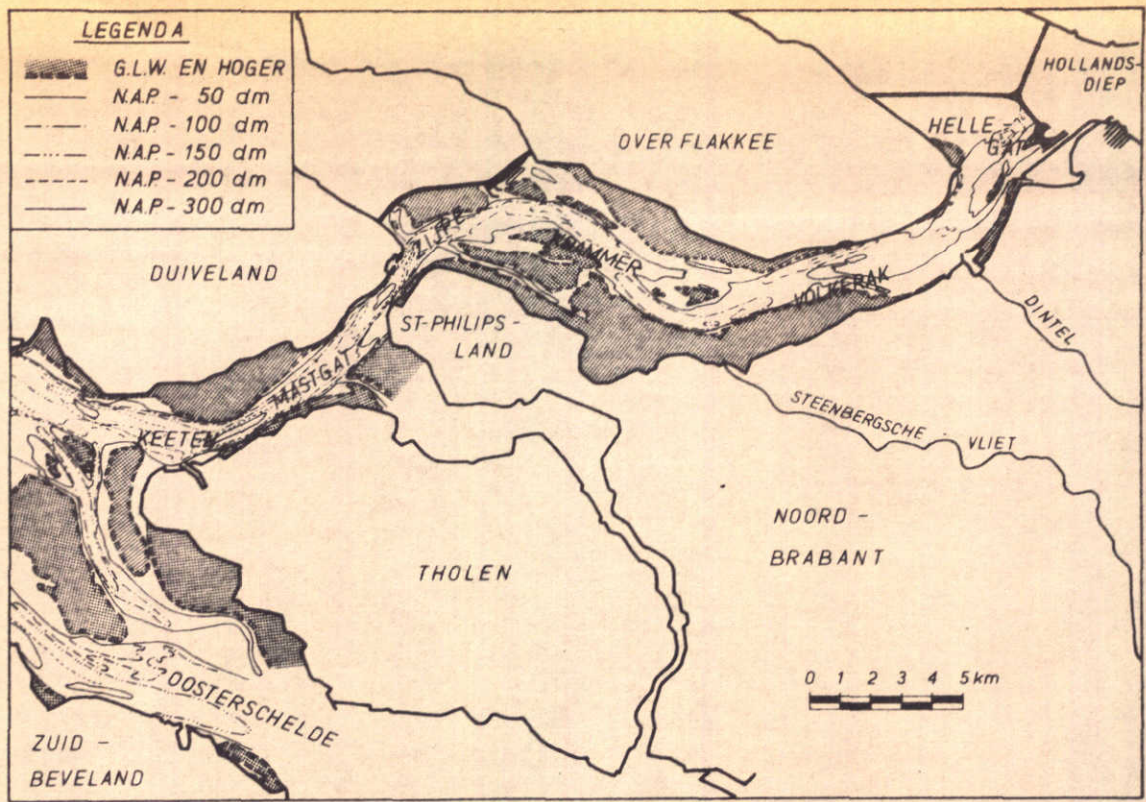 LEGENDA
G.L.W. EN HOGER
N.A.P. - 50 dm
N.A.P. - 100 dm
N.A.P. - 150 dm
N.A.P. - 200 dm
N.A.P. - 300 dm
HOLLANDS-
DIEP
HELLE -
GAT
OVER FLAKKEE
ZIJPE
KRAMMER
DUIVELAND
VOLKERAK
ST-PHILIPS -
LAND
DINTEL
MASTGAT
STEENBERGSCHE VLIET
KEETEN
NOORD -
BRABANT
THOLEN
OOSTERSCHELDE
0 1 2 3 4 5 km
ZUID -
BEVELAND